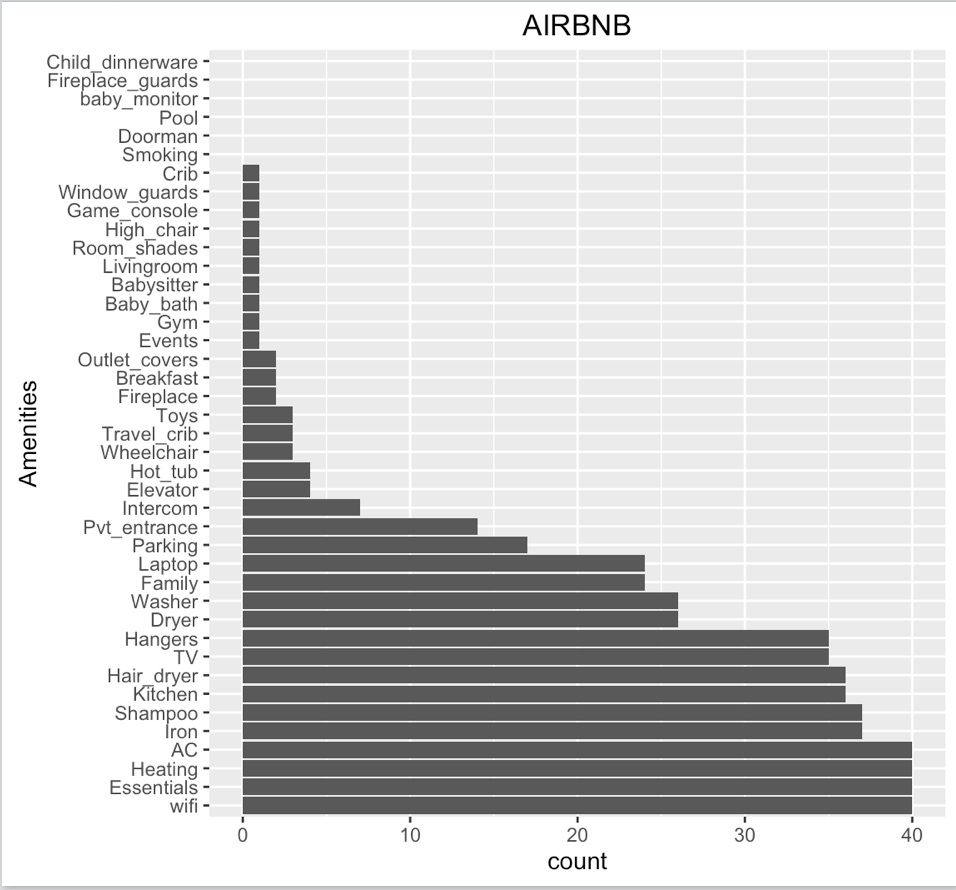 AIRBNB
Child_dinnerware
Fireplace_guards
baby_monitor
Pool
Doorman
Smoking
Crib
Window_guards
Game_console
High_chair
Room_shades
Livingroom
Babysitter
Baby_bath
Gym
Events
Outlet_covers
Breakfast
Fireplace
Toys
Travel_crib
Wheelchair
Hot_tub
Elevator
Intercom
Pvt_entrance
Parking
Laptop
Family
Washer
Dryer
Hangers
TV
Hair_dryer
Kitchen
Shampoo
Iron
AC
Heating
Essentials
wifi
Amenities
0 10 20 30 40
count